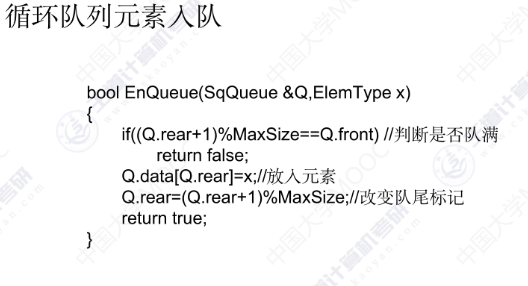 循环队列元素入队
bool EnQueue(SqQueue &Q,ElemType x)
{
if((Q.rear+1)%MaxSize==Q.front) //判断是否队满
return false;
Q.data[Q.rear]=x;//放入元素
Q.rear=(Q.rear+1)%MaxSize;//改变队尾标记
return true;
}